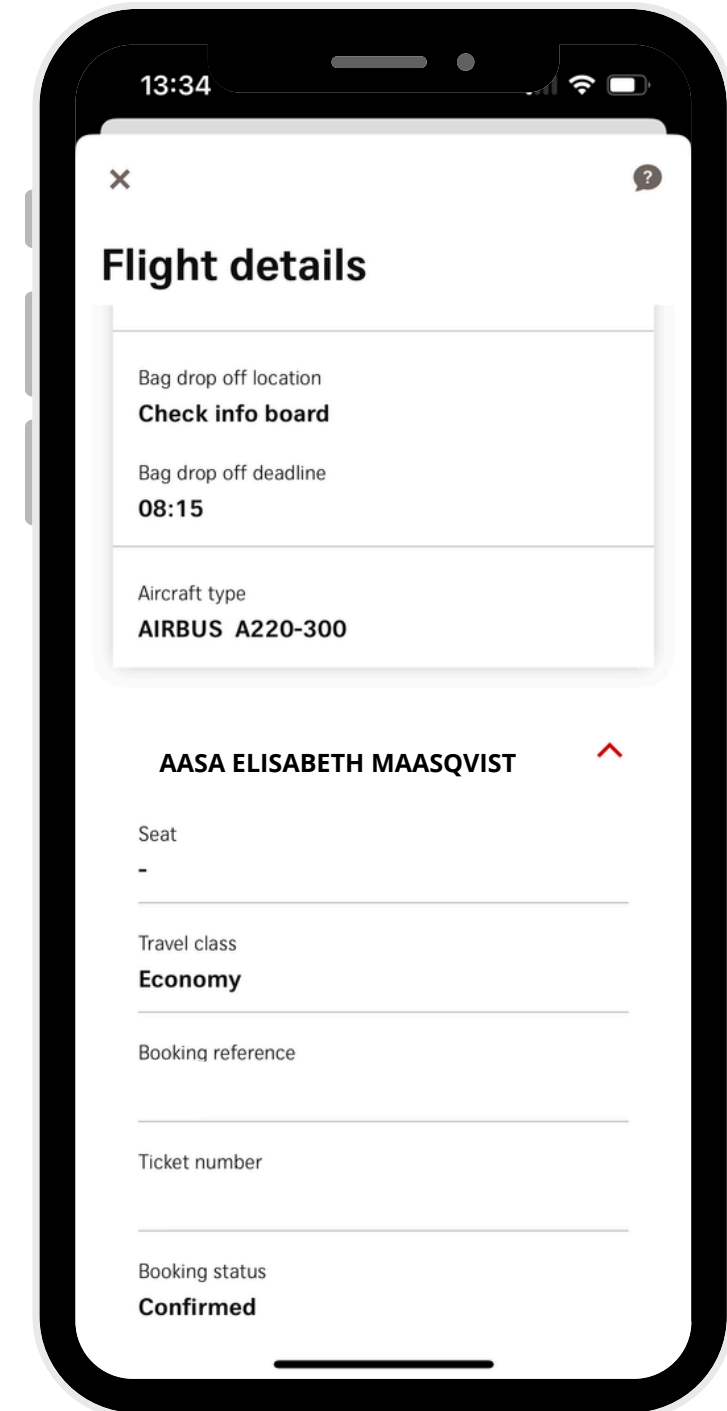 13:34
?
Flight details
Bag drop off location
Check info board
Bag drop off deadline
08:15
Aircraft type
AIRBUS A220-300
AASA ELISABETH MAASQVIST
Seat
-
Travel class
Economy
Booking reference
Ticket number
Booking status
Confirmed